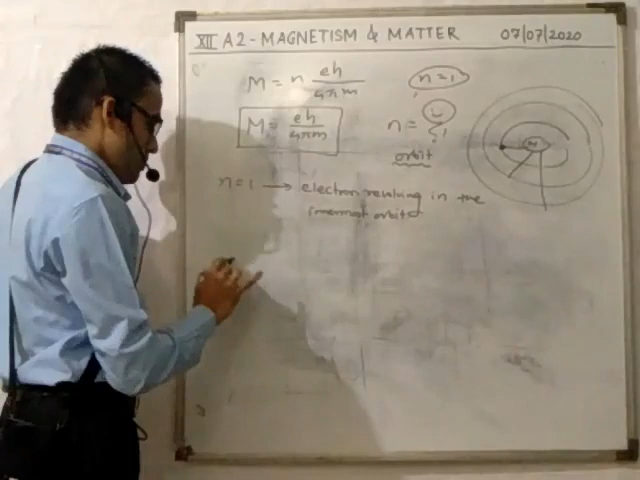 XII A2 - MAGNETISM & MATTER 07/07/2020
M = n eh / 4πm n = 1
M = eh / 4πm n =
orbit
n = 1 → electron revolving in the
innermost orbit